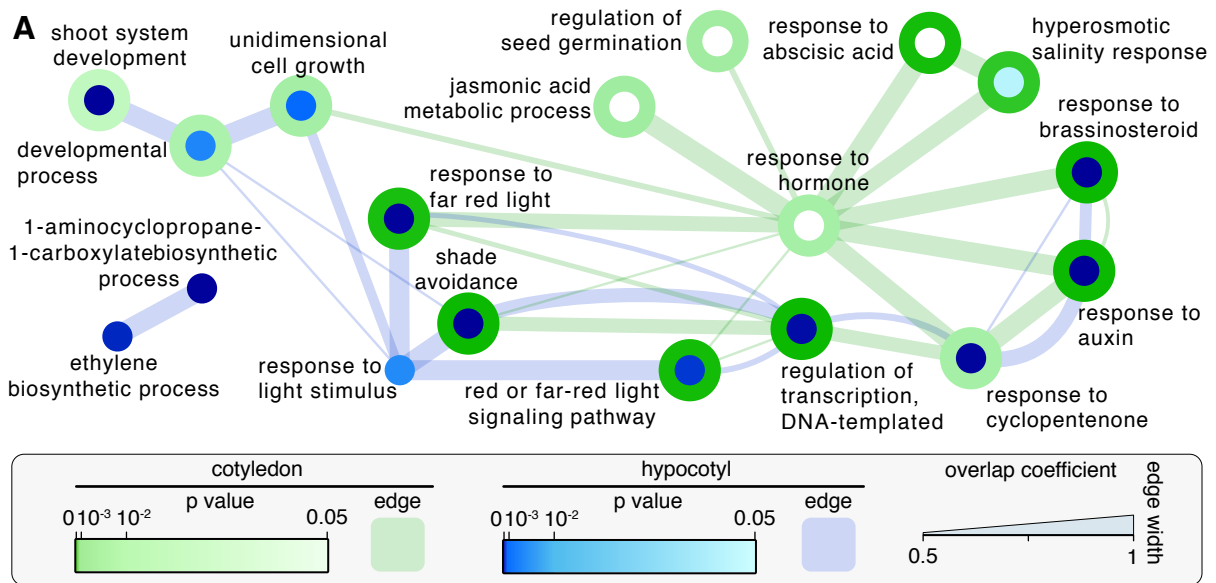 A
shoot system
development
unidimensional
cell growth
regulation of
seed germination
response to
abscisic acid
hyperosmotic
salinity response
jasmonic acid
metabolic process
response to
brassinosteroid
developmental
process
response to
hormone
response to
far red light
1-aminocyclopropane-
1-carboxylatebiosynthetic
process
shade
avoidance
response to
auxin
ethylene
biosynthetic process
response to
light stimulus
red or far-red light
signaling pathway
regulation of
transcription,
DNA-templated
response to
cyclopentenone
cotyledon
p value
edge
0 10-3 10-2 0.05
hypocotyl
p value
edge
0 10-3 10-2 0.05
overlap coefficient
edge width
0.5 1